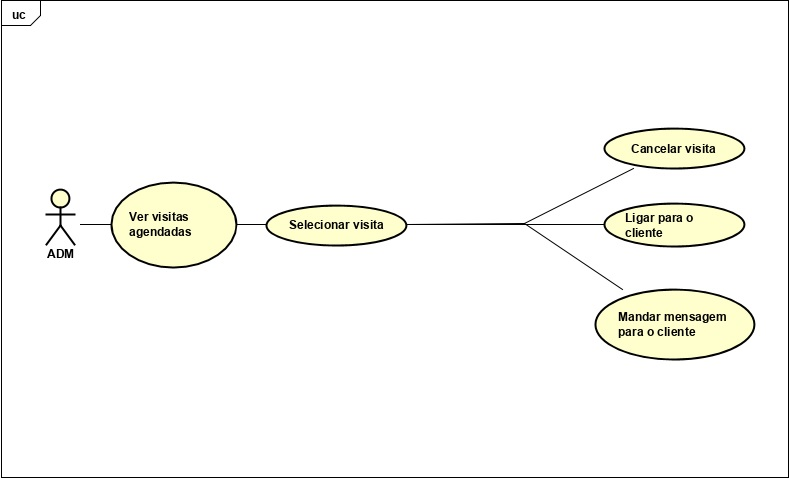 uc
Cancelar visita
Ver visitas
agendadas
Selecionar visita
Ligar para o
cliente
ADM
Mandar mensagem
para o cliente